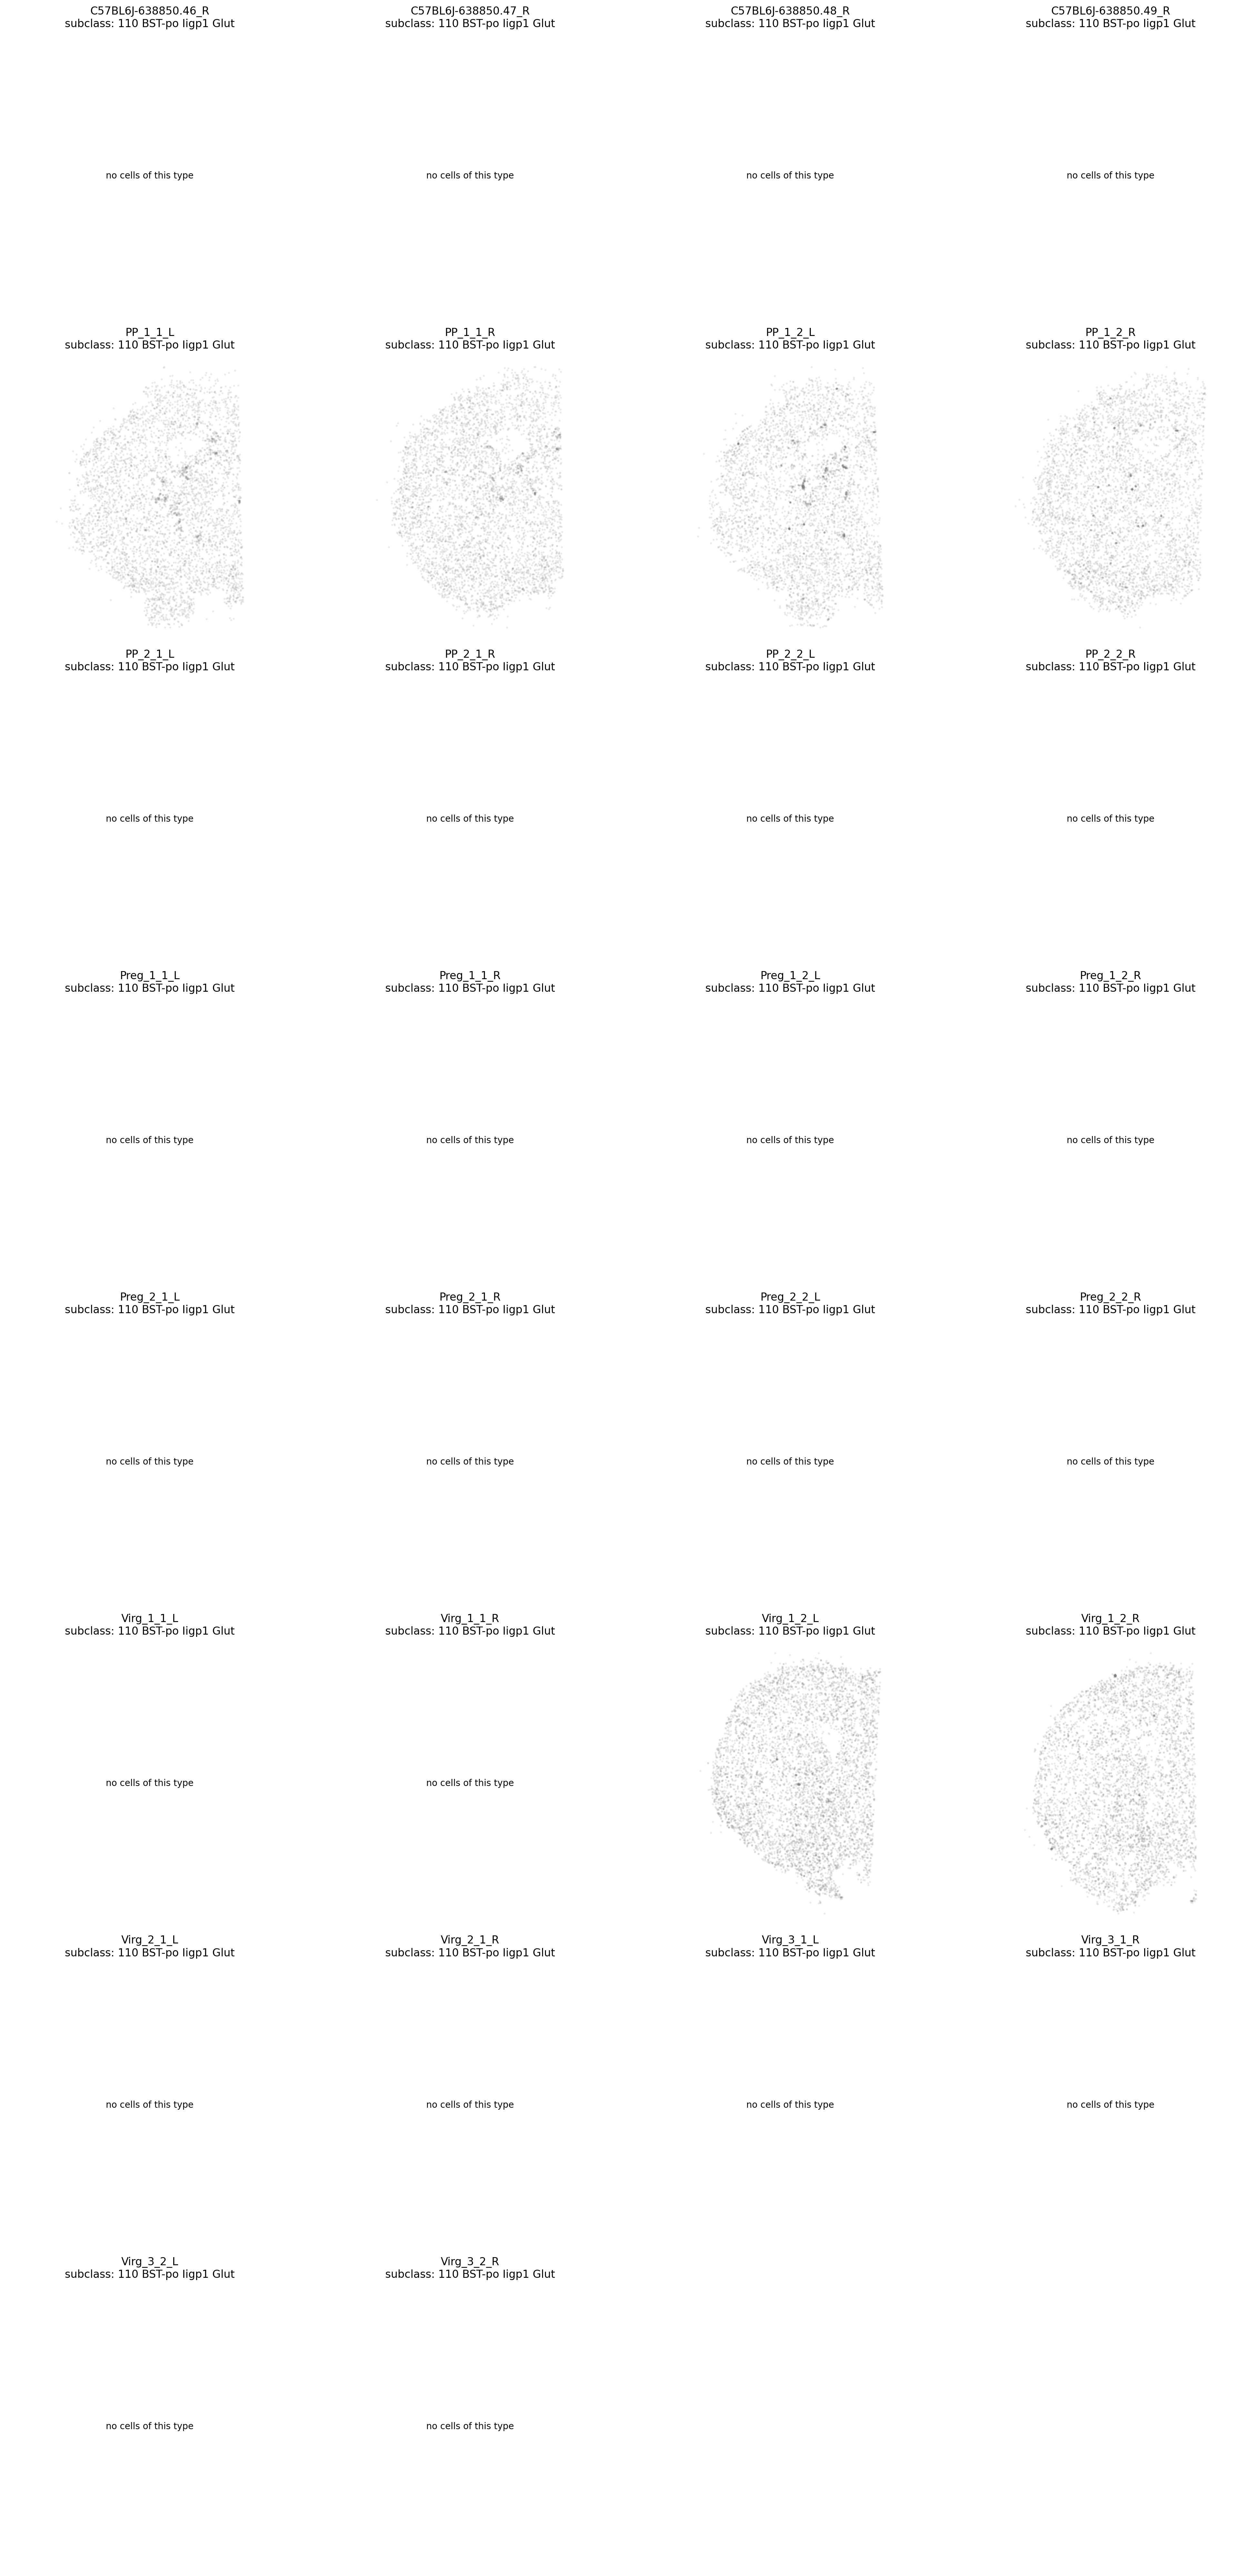 C57BL6J-638850.46_R
subclass: 110 BST-po Iigp1 Glut
C57BL6J-638850.47_R
subclass: 110 BST-po Iigp1 Glut
C57BL6J-638850.48_R
subclass: 110 BST-po Iigp1 Glut
C57BL6J-638850.49_R
subclass: 110 BST-po Iigp1 Glut
no cells of this type
no cells of this type
no cells of this type
no cells of this type
PP_1_1_L
subclass: 110 BST-po Iigp1 Glut
PP_1_1_R
subclass: 110 BST-po Iigp1 Glut
PP_1_2_L
subclass: 110 BST-po Iigp1 Glut
PP_1_2_R
subclass: 110 BST-po Iigp1 Glut
PP_2_1_L
subclass: 110 BST-po Iigp1 Glut
PP_2_1_R
subclass: 110 BST-po Iigp1 Glut
PP_2_2_L
subclass: 110 BST-po Iigp1 Glut
PP_2_2_R
subclass: 110 BST-po Iigp1 Glut
no cells of this type
no cells of this type
no cells of this type
no cells of this type
Preg_1_1_L
subclass: 110 BST-po Iigp1 Glut
Preg_1_1_R
subclass: 110 BST-po Iigp1 Glut
Preg_1_2_L
subclass: 110 BST-po Iigp1 Glut
Preg_1_2_R
subclass: 110 BST-po Iigp1 Glut
no cells of this type
no cells of this type
no cells of this type
no cells of this type
Preg_2_1_L
subclass: 110 BST-po Iigp1 Glut
Preg_2_1_R
subclass: 110 BST-po Iigp1 Glut
Preg_2_2_L
subclass: 110 BST-po Iigp1 Glut
Preg_2_2_R
subclass: 110 BST-po Iigp1 Glut
no cells of this type
no cells of this type
no cells of this type
no cells of this type
Virg_1_1_L
subclass: 110 BST-po Iigp1 Glut
Virg_1_1_R
subclass: 110 BST-po Iigp1 Glut
Virg_1_2_L
subclass: 110 BST-po Iigp1 Glut
Virg_1_2_R
subclass: 110 BST-po Iigp1 Glut
no cells of this type
no cells of this type
Virg_2_1_L
subclass: 110 BST-po Iigp1 Glut
Virg_2_1_R
subclass: 110 BST-po Iigp1 Glut
Virg_3_1_L
subclass: 110 BST-po Iigp1 Glut
Virg_3_1_R
subclass: 110 BST-po Iigp1 Glut
no cells of this type
no cells of this type
no cells of this type
no cells of this type
Virg_3_2_L
subclass: 110 BST-po Iigp1 Glut
Virg_3_2_R
subclass: 110 BST-po Iigp1 Glut
no cells of this type
no cells of this type